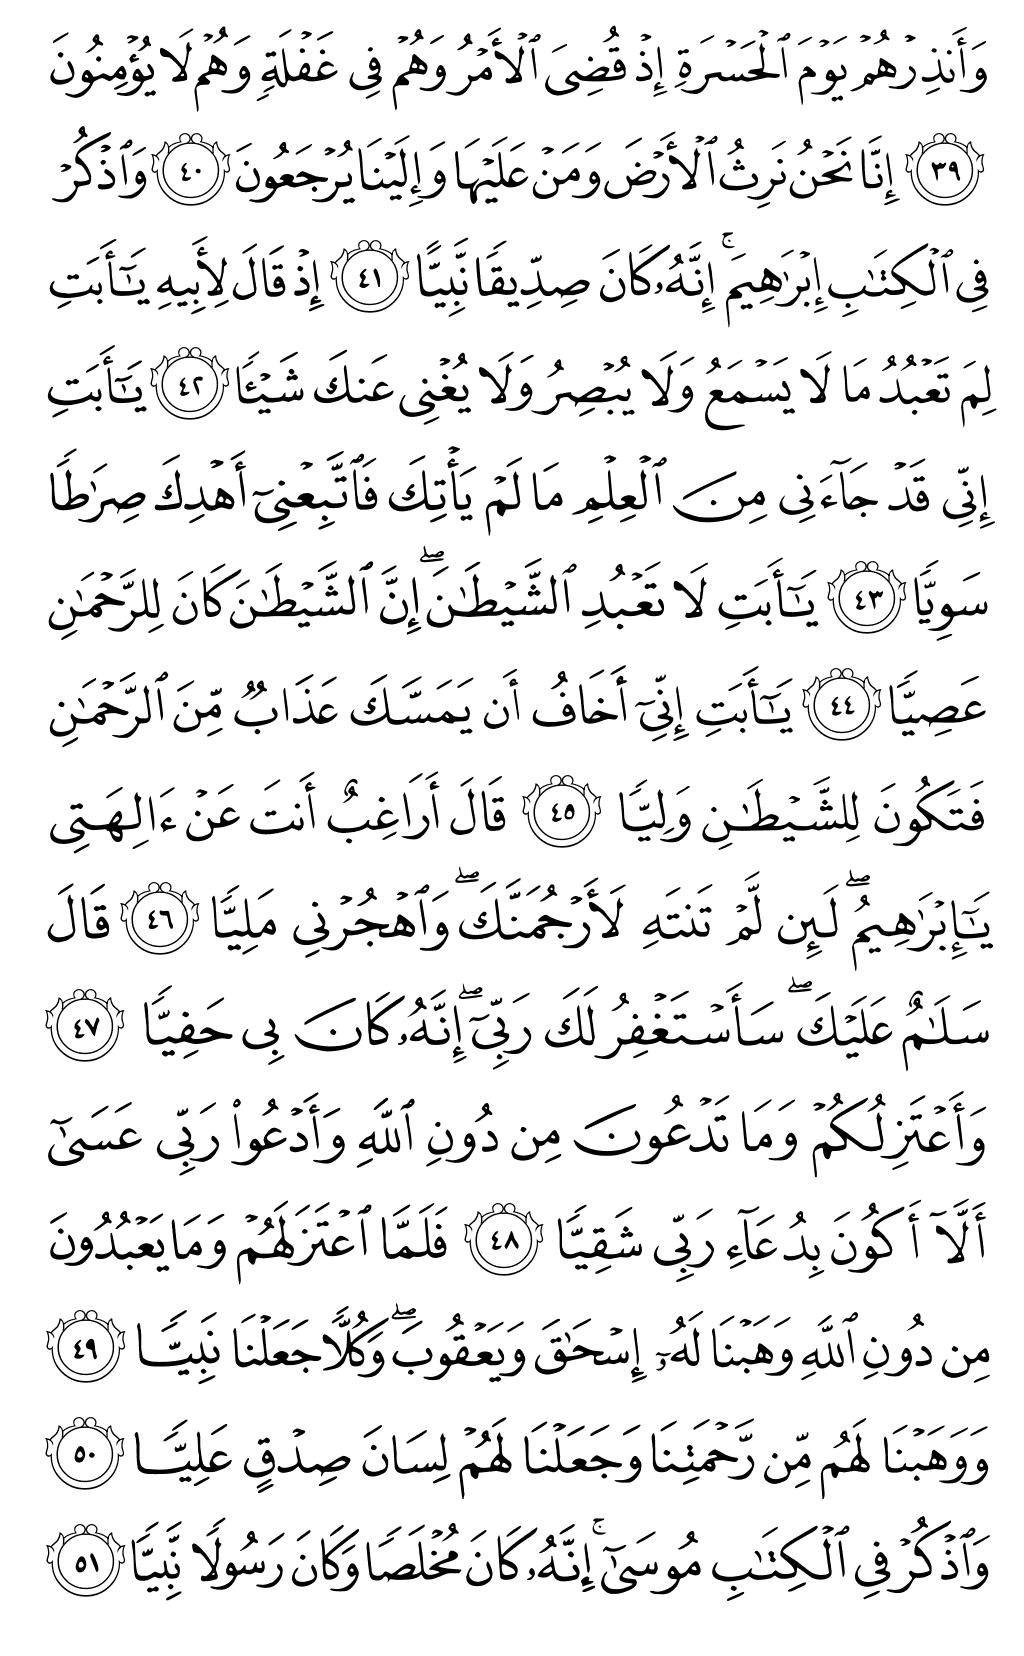 وَأَنذِرْهُمْ يَوْمَ ٱلْحَسْرَةِ إِذْ قُضِىَ ٱلْأَمْرُ وَهُمْ فِى غَفْلَةٍ وَهُمْ لَا يُؤْمِنُونَ
٣٩ إِنَّا نَحْنُ نَرِثُ ٱلْأَرْضَ وَمَنْ عَلَيْهَا وَإِلَيْنَا يُرْجَعُونَ ٤٠ وَٱذْكُرْ
فِى ٱلْكِتَٰبِ إِبْرَٰهِيمَ ۚ إِنَّهُۥ كَانَ صِدِّيقًا نَّبِيًّا ٤١ إِذْ قَالَ لِأَبِيهِ يَٰٓأَبَتِ
لِمَ تَعْبُدُ مَا لَا يَسْمَعُ وَلَا يُبْصِرُ وَلَا يُغْنِى عَنكَ شَيْـًٔا ٤٢ يَٰٓأَبَتِ
إِنِّى قَدْ جَآءَنِى مِنَ ٱلْعِلْمِ مَا لَمْ يَأْتِكَ فَٱتَّبِعْنِىٓ أَهْدِكَ صِرَٰطًا
سَوِيًّا ٤٣ يَٰٓأَبَتِ لَا تَعْبُدِ ٱلشَّيْطَٰنَ ۖ إِنَّ ٱلشَّيْطَٰنَ كَانَ لِلرَّحْمَٰنِ
عَصِيًّا ٤٤ يَٰٓأَبَتِ إِنِّىٓ أَخَافُ أَن يَمَسَّكَ عَذَابٌ مِّنَ ٱلرَّحْمَٰنِ
فَتَكُونَ لِلشَّيْطَٰنِ وَلِيًّا ٤٥ قَالَ أَرَاغِبٌ أَنتَ عَنْ ءَالِهَتِى
يَٰٓإِبْرَٰهِيمُ ۖ لَئِن لَّمْ تَنتَهِ لَأَرْجُمَنَّكَ ۖ وَٱهْجُرْنِى مَلِيًّا ٤٦ قَالَ
سَلَٰمٌ عَلَيْكَ ۖ سَأَسْتَغْفِرُ لَكَ رَبِّىٓ ۖ إِنَّهُۥ كَانَ بِى حَفِيًّا ٤٧
وَأَعْتَزِلُكُمْ وَمَا تَدْعُونَ مِن دُونِ ٱللَّهِ وَأَدْعُوا۟ رَبِّى عَسَىٰٓ
أَلَّآ أَكُونَ بِدُعَآءِ رَبِّى شَقِيًّا ٤٨ فَلَمَّا ٱعْتَزَلَهُمْ وَمَا يَعْبُدُونَ
مِن دُونِ ٱللَّهِ وَهَبْنَا لَهُۥٓ إِسْحَٰقَ وَيَعْقُوبَ ۖ وَكُلًّا جَعَلْنَا نَبِيًّا ٤٩
وَوَهَبْنَا لَهُم مِّن رَّحْمَتِنَا وَجَعَلْنَا لَهُمْ لِسَانَ صِدْقٍ عَلِيًّا ٥٠
وَٱذْكُرْ فِى ٱلْكِتَٰبِ مُوسَىٰٓ ۚ إِنَّهُۥ كَانَ مُخْلَصًا وَكَانَ رَسُولًا نَّبِيًّا ٥١